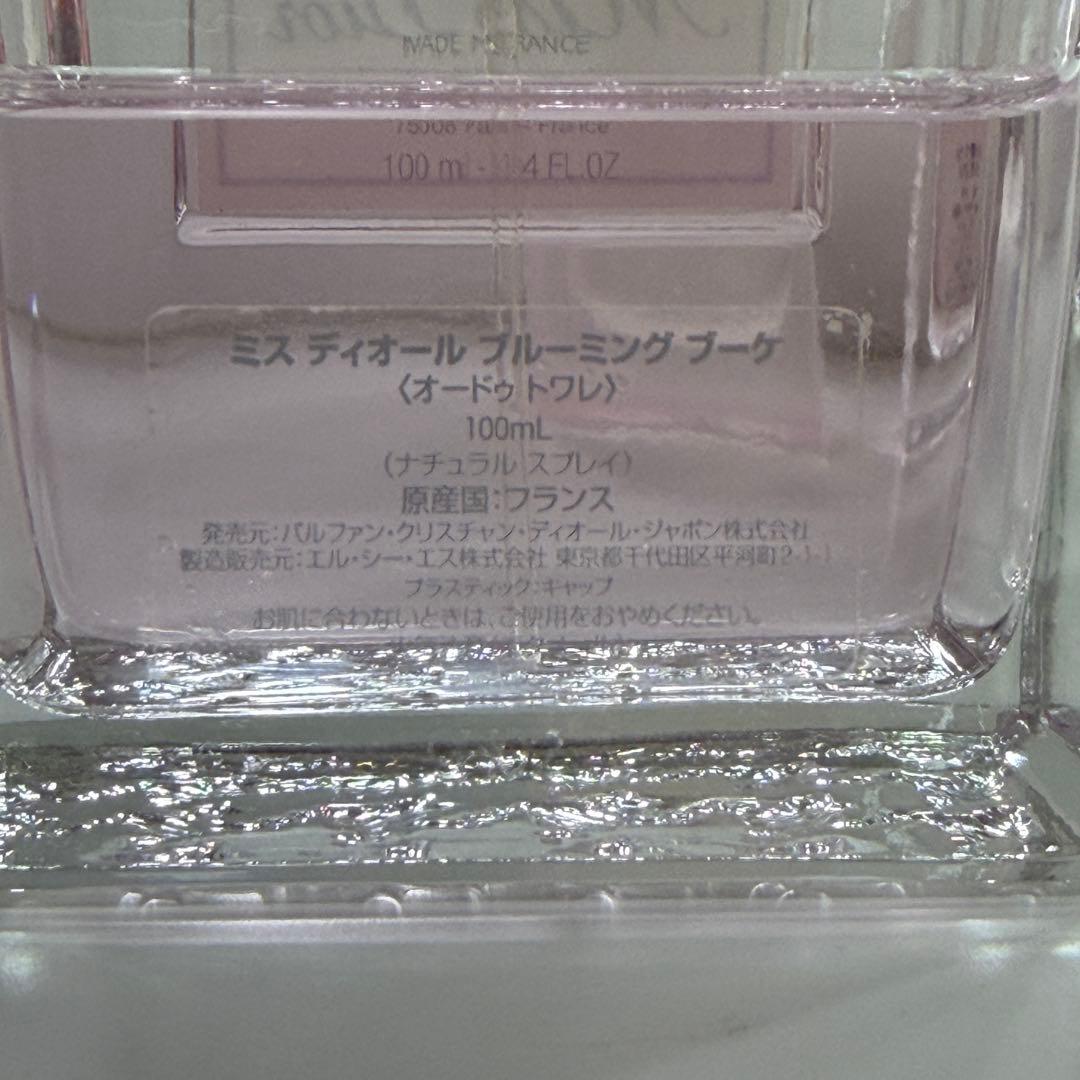 Miss Dior
MADE IN FRANCE
75008 Paris - France
100 ml - 3.4 FL.OZ
ミス ディオール ブルーミング ブーケ
〈オードゥ トワレ〉
100mL
(ナチュラル スプレイ)
原産国:フランス
発売元:パルファン・クリスチャン・ディオール・ジャポン株式会社
製造販売元:エル・シー・エス株式会社 東京都千代田区平河町2-1-1
プラスティック:キャップ
お肌に合わないときは、ご使用をおやめください。